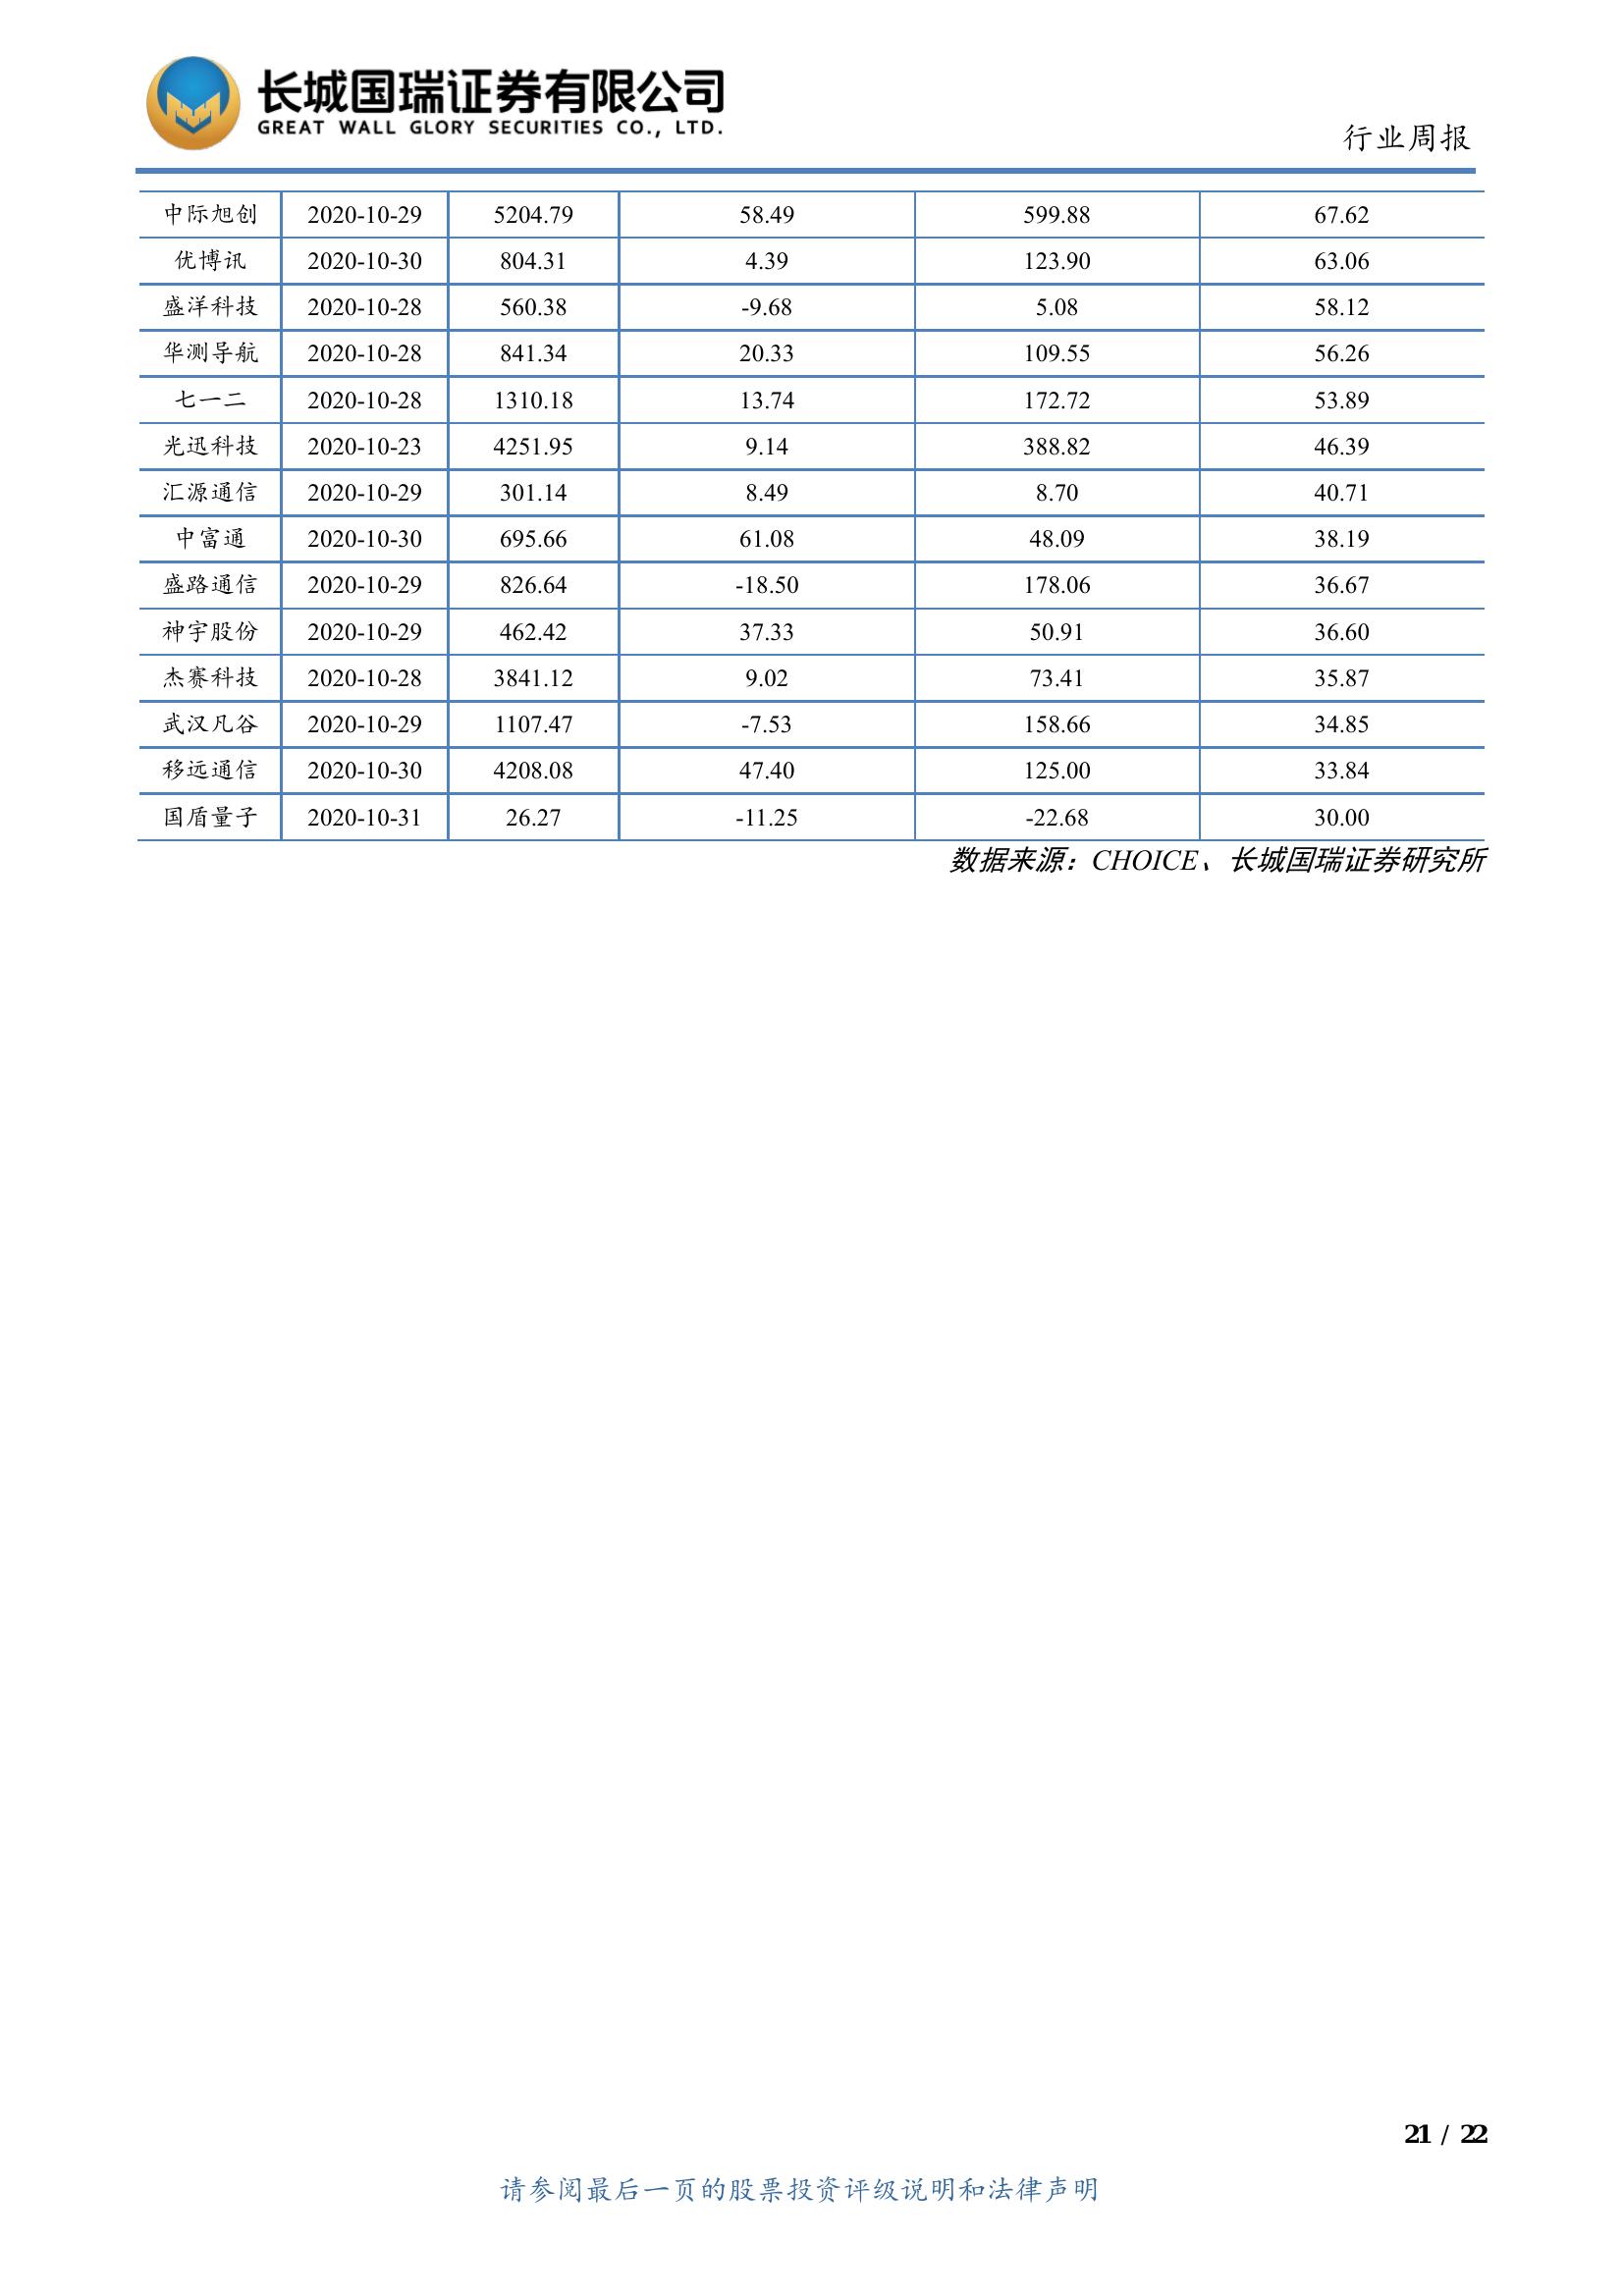 长城国瑞证券有限公司
GREAT WALL GLORY SECURITIES CO., LTD.
行业周报
中际旭创 2020-10-29 5204.79 58.49 599.88 67.62
优博讯 2020-10-30 804.31 4.39 123.90 63.06
盛洋科技 2020-10-28 560.38 -9.68 5.08 58.12
华测导航 2020-10-28 841.34 20.33 109.55 56.26
七一二 2020-10-28 1310.18 13.74 172.72 53.89
光迅科技 2020-10-23 4251.95 9.14 388.82 46.39
汇源通信 2020-10-29 301.14 8.49 8.70 40.71
中富通 2020-10-30 695.66 61.08 48.09 38.19
盛路通信 2020-10-29 826.64 -18.50 178.06 36.67
神宇股份 2020-10-29 462.42 37.33 50.91 36.60
杰赛科技 2020-10-28 3841.12 9.02 73.41 35.87
武汉凡谷 2020-10-29 1107.47 -7.53 158.66 34.85
移远通信 2020-10-30 4208.08 47.40 125.00 33.84
国盾量子 2020-10-31 26.27 -11.25 -22.68 30.00
数据来源：CHOICE、长城国瑞证券研究所
21 / 22
请参阅最后一页的股票投资评级说明和法律声明